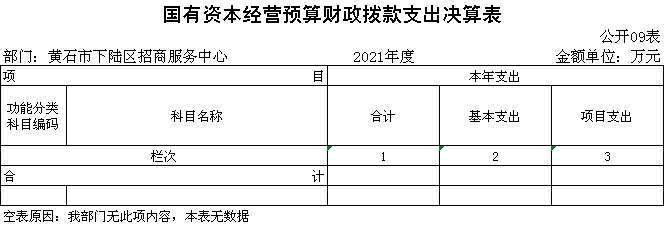 国有资本经营预算财政拨款支出决算表
公开09表
部门：黄石市下陆区招商服务中心 2021年度 金额单位：万元
项 目 本年支出
功能分类科目编码 科目名称 合计 基本支出 项目支出
栏次 1 2 3
合 计
空表原因：我部门无此项内容，本表无数据